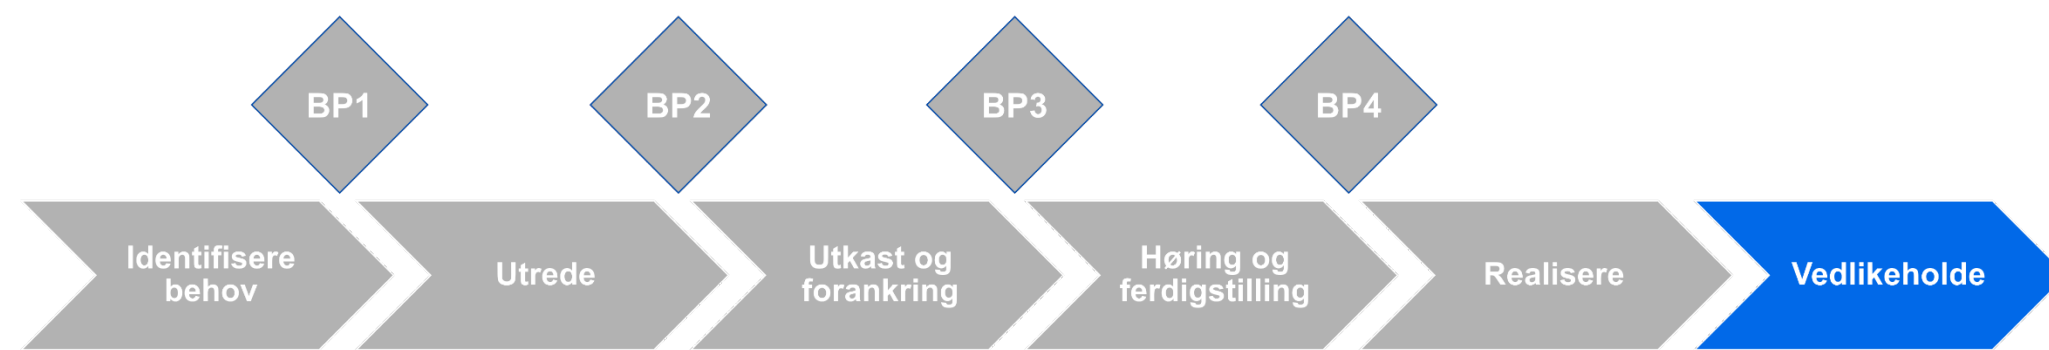 BP1
BP2
BP3
BP4
Identifisere
behov
Utrede
Utkast og
forankring
Høring og
ferdigstilling
Realisere
Vedlikeholde